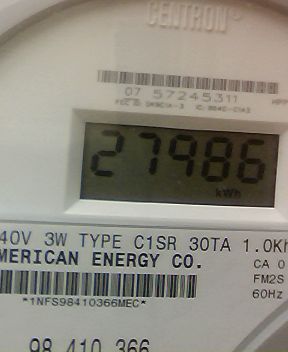 CENTRON®
07 57245311
27986
kWh
40V 3W TYPE C1SR 30TA 1.0Kh
MERICAN ENERGY CO.
CA 0
FM2S
60Hz
*1NFS98410366MEC*
98 410 366